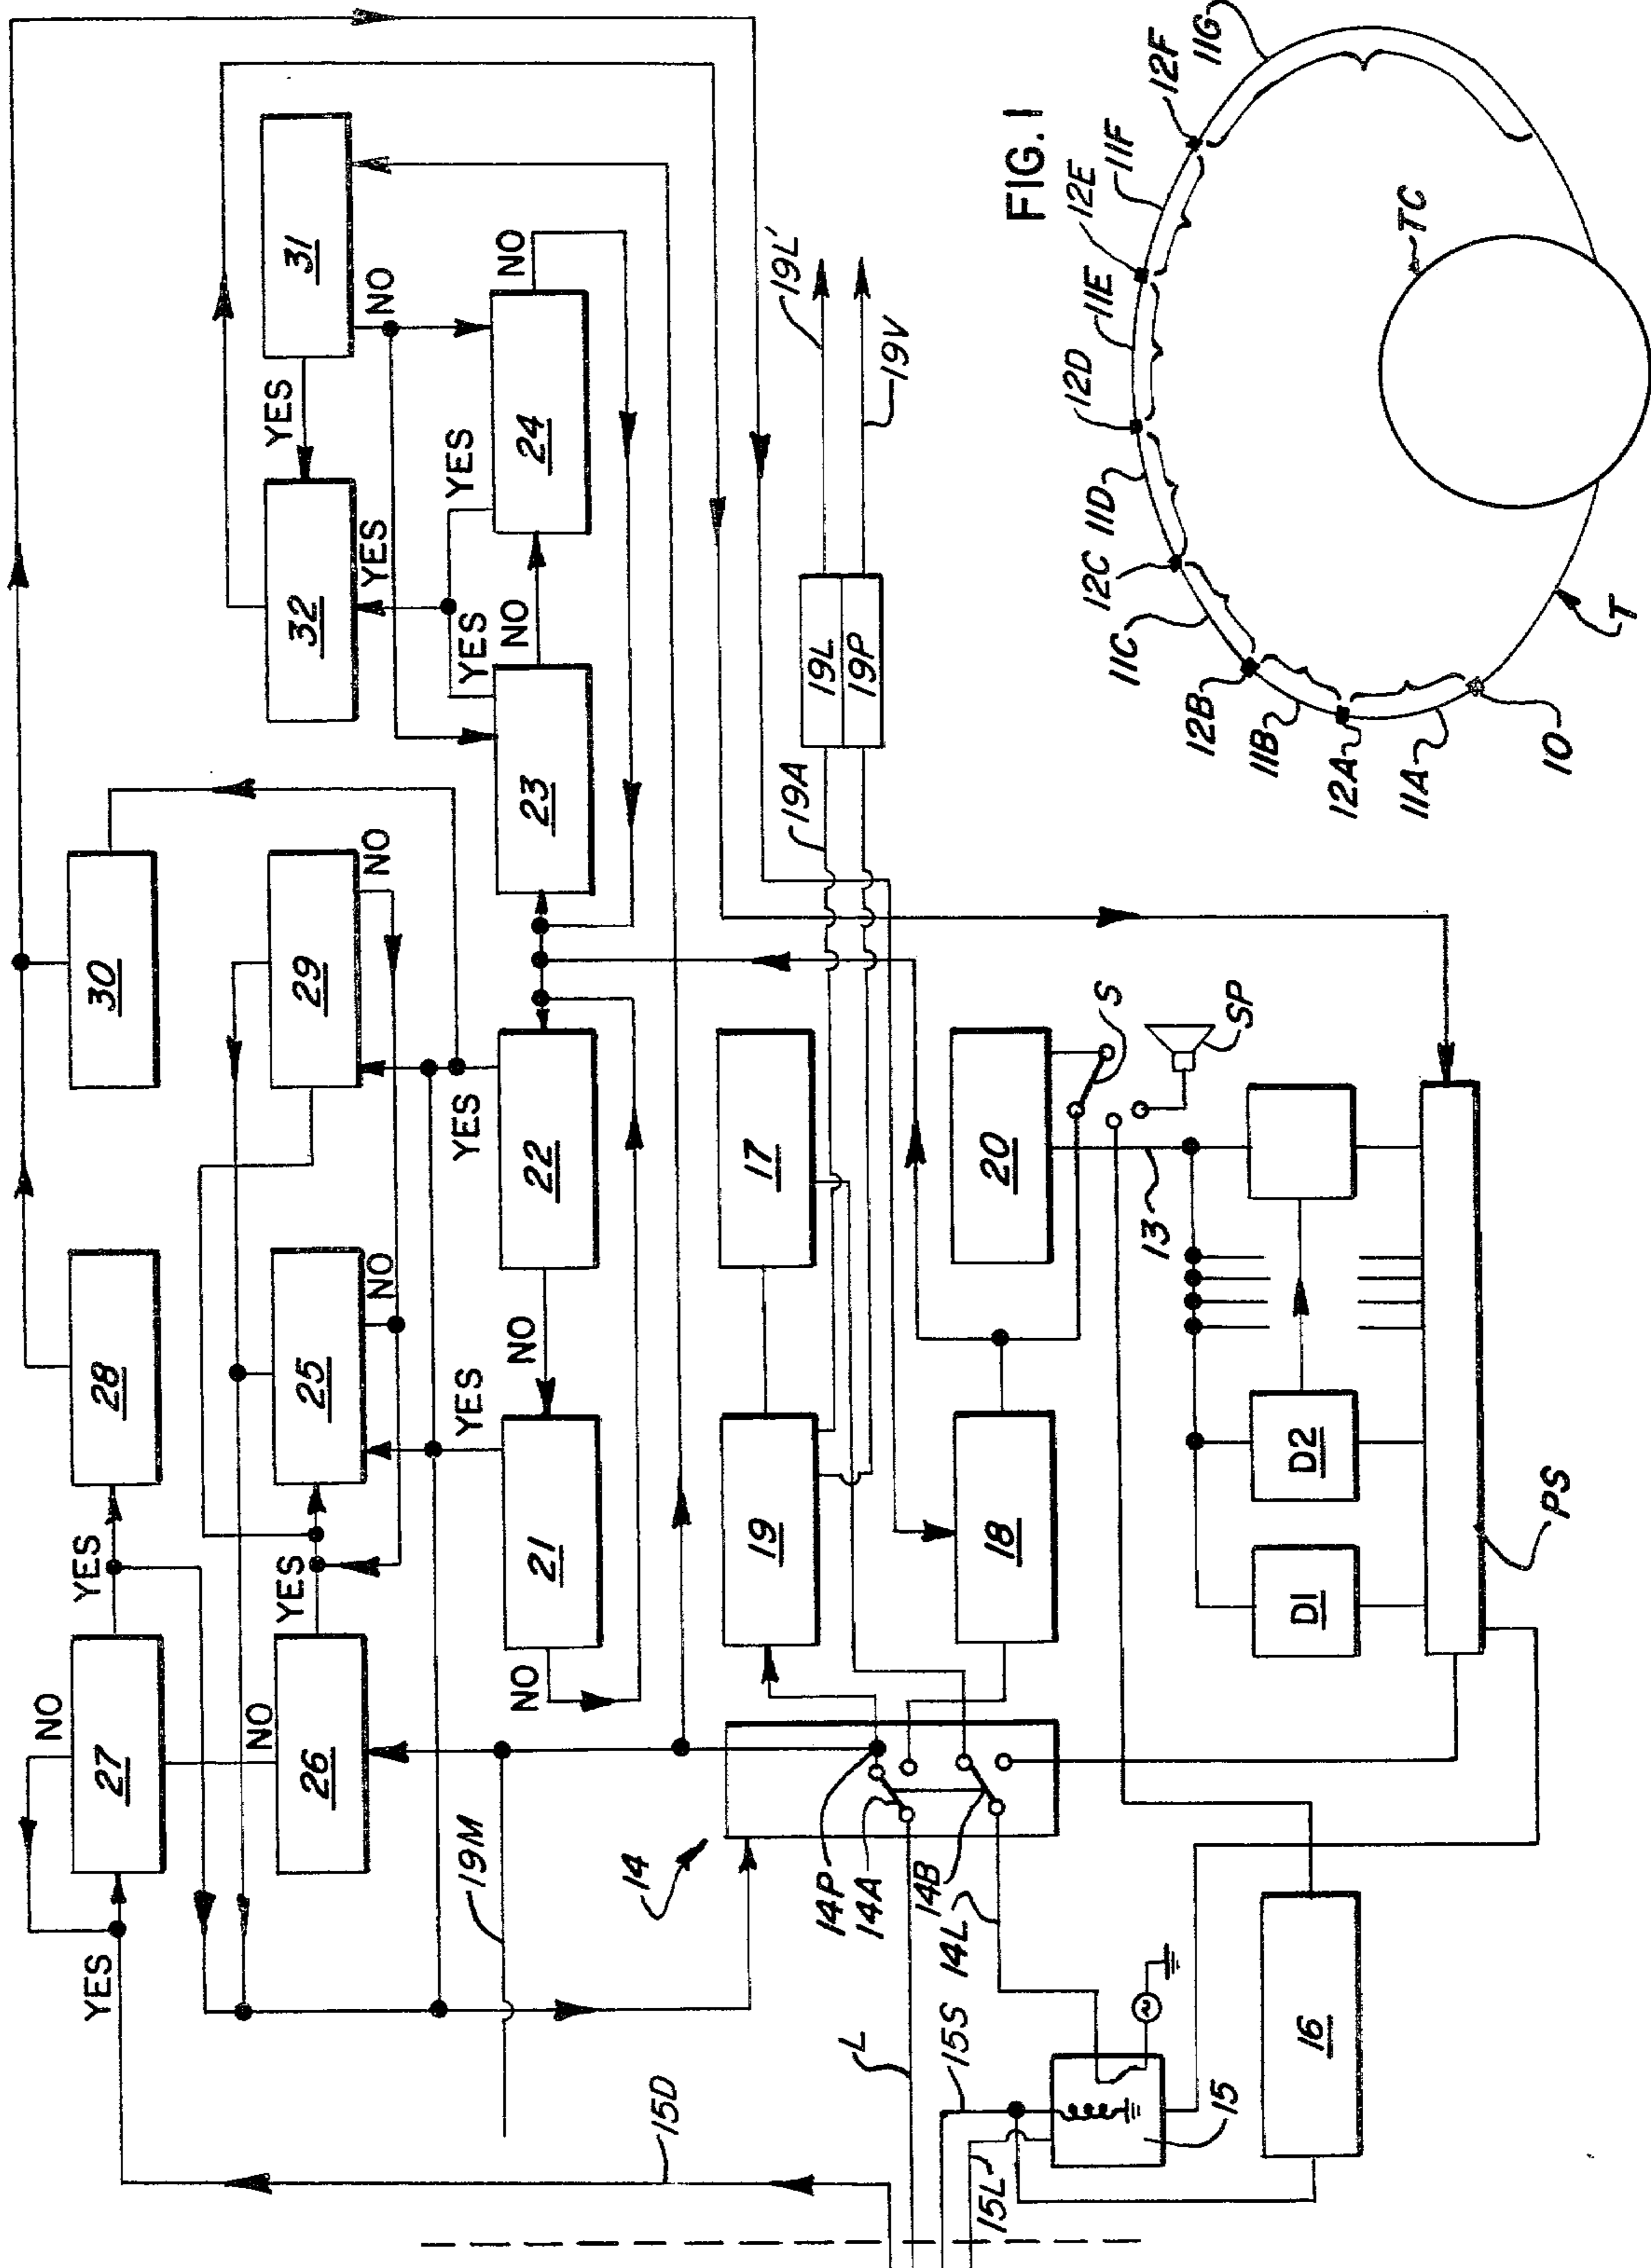 27
NO
YES
YES
28
30
26
NO
YES
25
NO
29
NO
32
YES
31
NO
YES
21
NO
YES
NO
22
YES
23
YES
NO
24
YES
NO
19M
15D
14
14P
14A
14B
14L
L
15S
15L'
15
16
19
17
18
20
19A
19L
19P
19L'
19V
S
SP
13
D1
D2
PS
FIG. 1
TC
T
10
11A
12A
11B
12B
11C
12C
11D
12D
11E
12E
11F
12F
11G